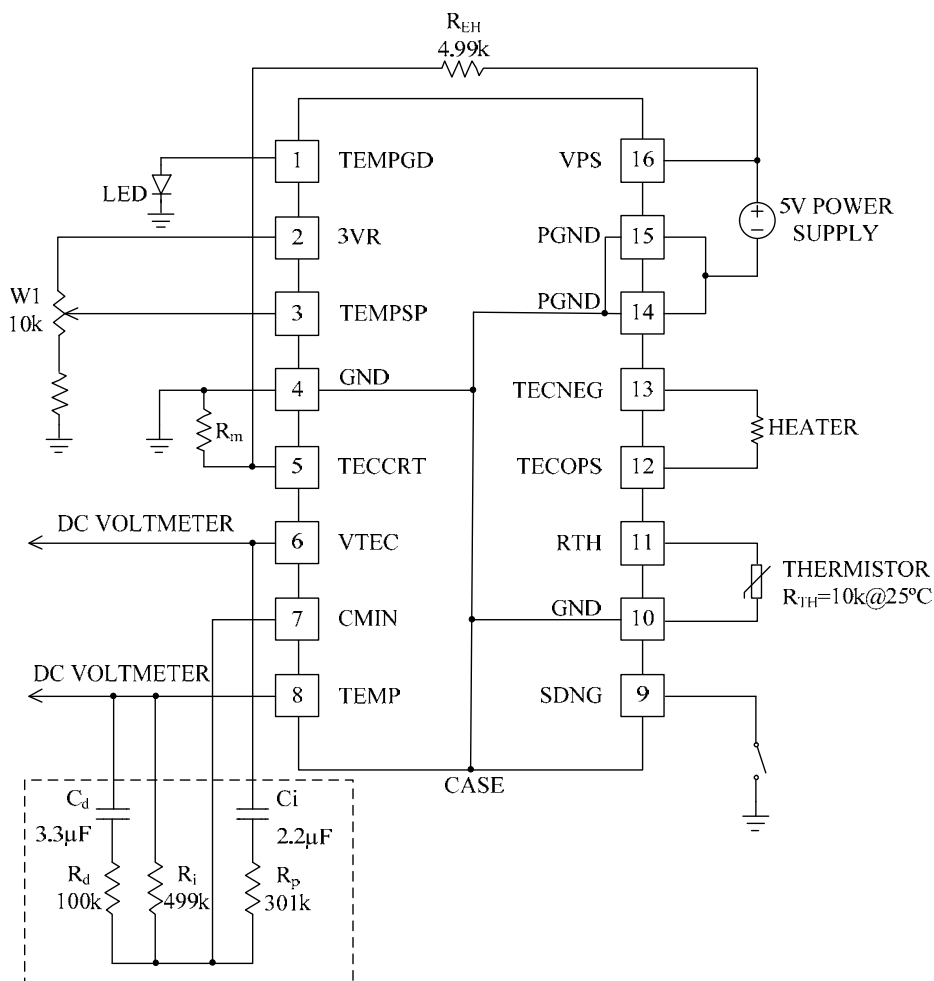 R_EH
4.99k
1 TEMPGD
VPS 16
LED
2 3VR
PGND 15
5V POWER
SUPPLY
+
−
W1
10k
3 TEMPSP
PGND 14
4 GND
TECNEG 13
R_m
HEATER
5 TECCRT
TECOPS 12
DC VOLTMETER
6 VTEC
RTH 11
THERMISTOR
R_TH=10k@25ºC
7 CMIN
GND 10
DC VOLTMETER
8 TEMP
SDNG 9
CASE
C_d
3.3µF
Ci
2.2µF
R_d
100k
R_i
499k
R_p
301k